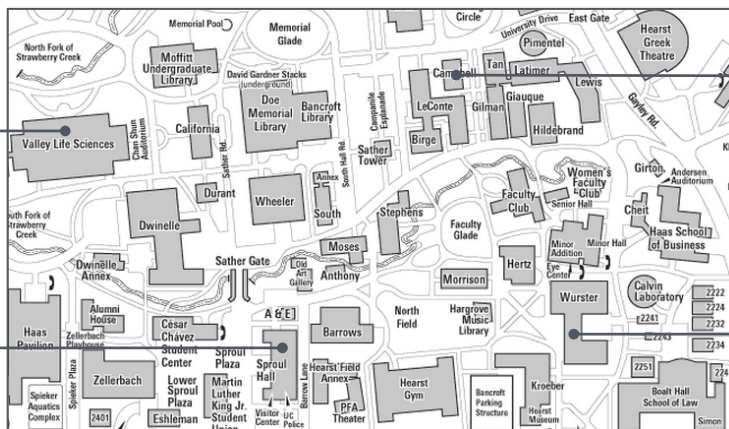 Circle
University Drive
East Gate
Memorial Pool
Memorial
Glade
Hearst
Greek
Theatre
North Fork of
Strawberry Creek
Moffitt
Undergraduate
Library
Pimentel
Tan
Latimer
Campbell
David Gardner Stacks
(underground)
Doe
Memorial
Library
Bancroft
Library
Campanile
Esplanade
LeConte
Gilman
Giauque
Lewis
Gayley Rd.
Hildebrand
Birge
California
Chan Shun
Auditorium
Valley Life Sciences
Sather Rd.
South Hall Rd.
Sather
Tower
Annex
Durant
Wheeler
South
Stephens
Faculty
Club
Women's
Faculty
Club
Senior Hall
Girton
Andersen
Auditorium
Cheit
Haas School
of Business
South Fork of
Strawberry
Creek
Dwinelle
Faculty
Glade
Moses
Minor
Addition
Minor Hall
Hertz
Eye
Center
Sather Gate
Old
Art
Gallery
Anthony
Dwinelle
Annex
Morrison
Wurster
Calvin
Laboratory
2222
2224
2232
2234
2241
2243
2251
Alumni
House
A&E
North
Field
Hargrove
Music
Library
Haas
Pavilion
Zellerbach
Playhouse
César
Chávez
Student
Center
Sproul
Plaza
Sproul
Hall
Barrows
Barrow Lane
Hearst Field
Annex
Hearst
Gym
Kroeber
Bancroft
Parking
Structure
Hearst
Museum
Boalt Hall
School of Law
Simon
Spieker Plaza
Zellerbach
Lower
Sproul
Plaza
Martin
Luther
King Jr.
Student
Union
Spieker
Aquatics
Complex
2401
Eshleman
Visitor
Center
UC
Police
PFA
Theater